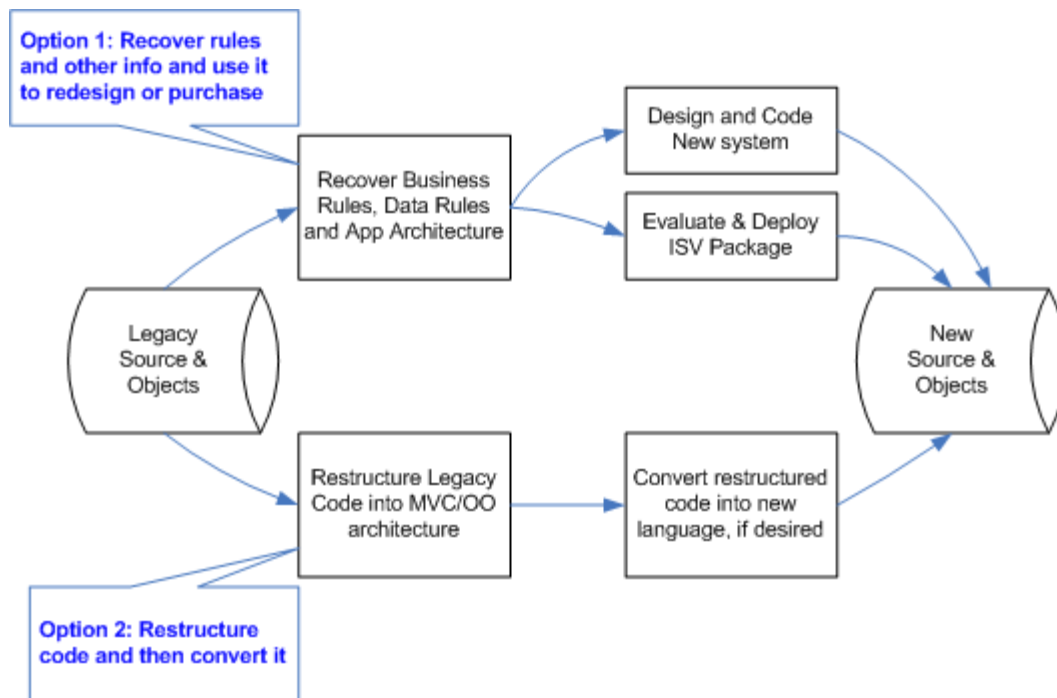 Option 1: Recover rules
and other info and use it
to redesign or purchase
Design and Code
New system
Recover Business
Rules, Data Rules
and App Architecture
Evaluate & Deploy
ISV Package
Legacy
Source &
Objects
New
Source &
Objects
Restructure Legacy
Code into MVC/OO
architecture
Convert restructured
code into new
language, if desired
Option 2: Restructure
code and then convert it